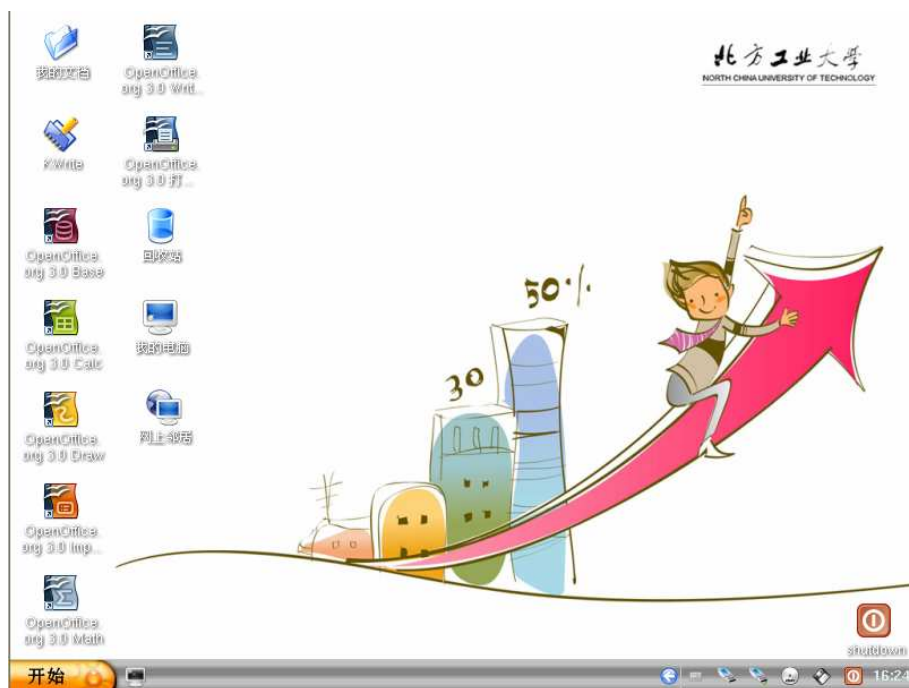 我的文档
OpenOffice.
org 3.0 Writ...
KWrite
OpenOffice.
org 3.0 打...
OpenOffice.
org 3.0 Base
回收站
OpenOffice.
org 3.0 Calc
我的电脑
OpenOffice.
org 3.0 Draw
网上邻居
OpenOffice.
org 3.0 Imp...
OpenOffice.
org 3.0 Math
北方工业大学
NORTH CHINA UNIVERSITY OF TECHNOLOGY
50%
30
shutdown
开始
16:24